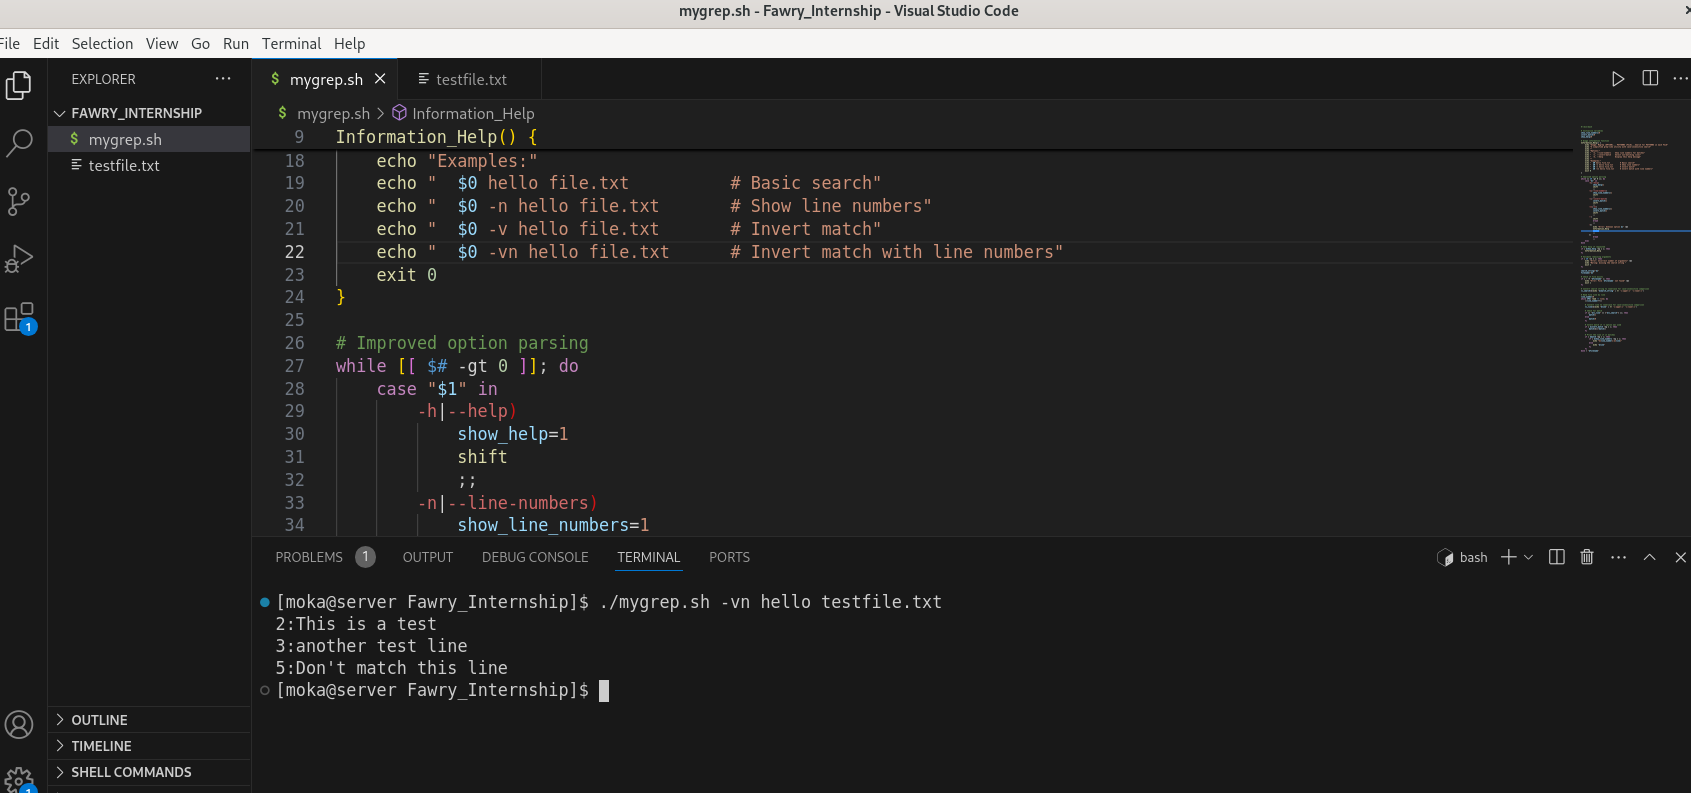 mygrep.sh - Fawry_Internship - Visual Studio Code
File Edit Selection View Go Run Terminal Help
EXPLORER
FAWRY_INTERNSHIP
$ mygrep.sh
testfile.txt
OUTLINE
TIMELINE
SHELL COMMANDS
1
1
$ mygrep.sh testfile.txt
$ mygrep.sh > Information_Help
9 Information_Help() {
18 echo "Examples:"
19 echo "  $0 hello file.txt          # Basic search"
20 echo "  $0 -n hello file.txt       # Show line numbers"
21 echo "  $0 -v hello file.txt       # Invert match"
22 echo "  $0 -vn hello file.txt      # Invert match with line numbers"
23 exit 0
24 }
25
26 # Improved option parsing
27 while [[ $# -gt 0 ]]; do
28 case "$1" in
29 -h|--help)
30 show_help=1
31 shift
32 ;;
33 -n|--line-numbers)
34 show_line_numbers=1
PROBLEMS 1 OUTPUT DEBUG CONSOLE TERMINAL PORTS
bash
[moka@server Fawry_Internship]$ ./mygrep.sh -vn hello testfile.txt
2:This is a test
3:another test line
5:Don't match this line
[moka@server Fawry_Internship]$